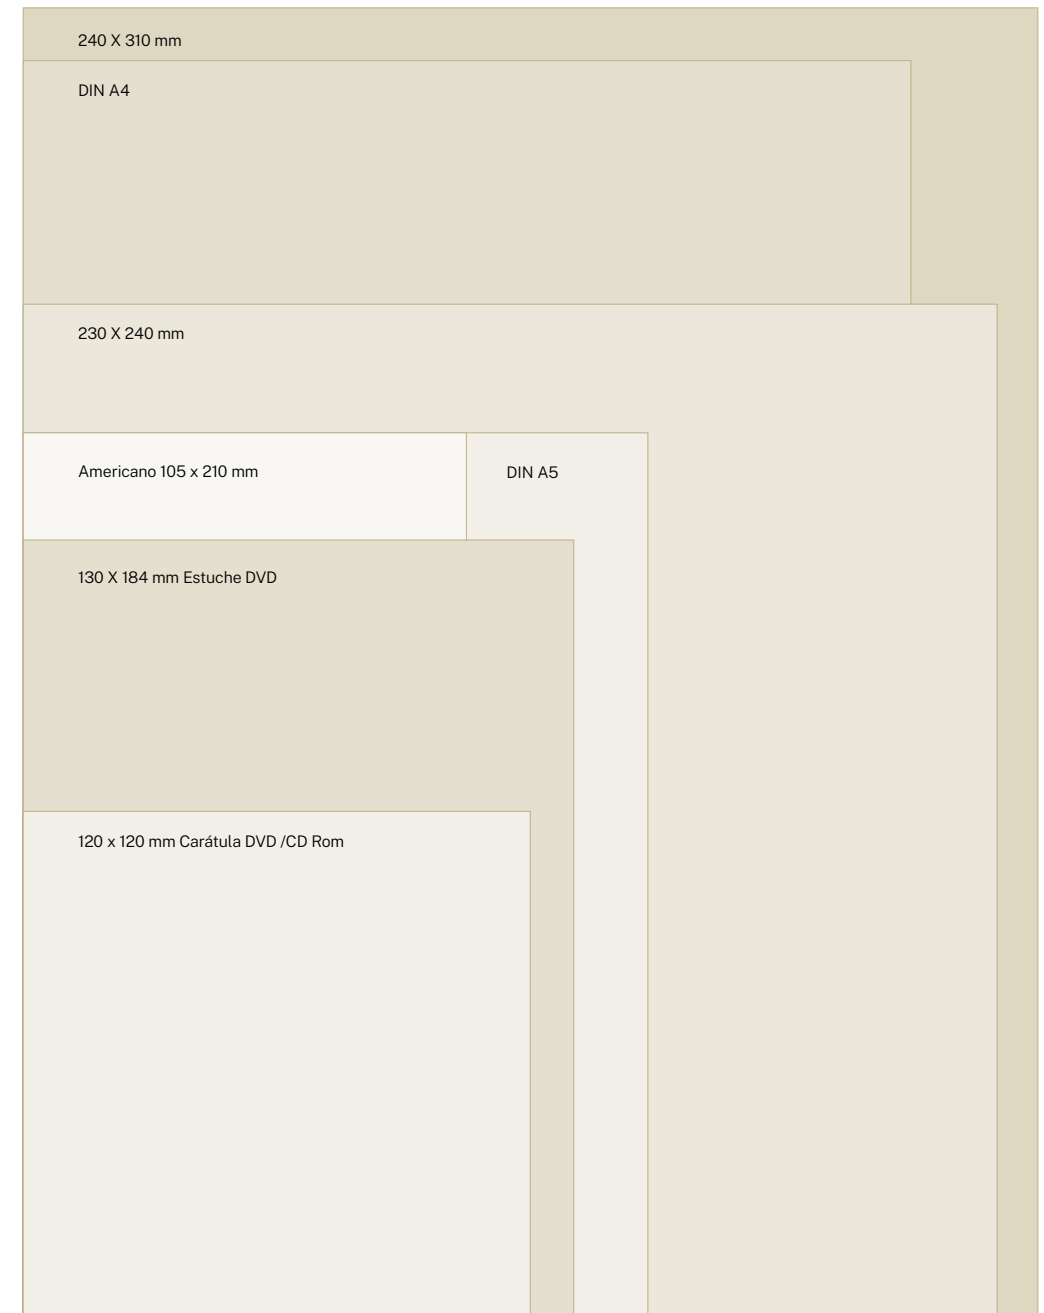 240 X 310 mm
DIN A4
230 X 240 mm
Americano 105 x 210 mm
DIN A5
130 X 184 mm Estuche DVD
120 x 120 mm Carátula DVD /CD Rom